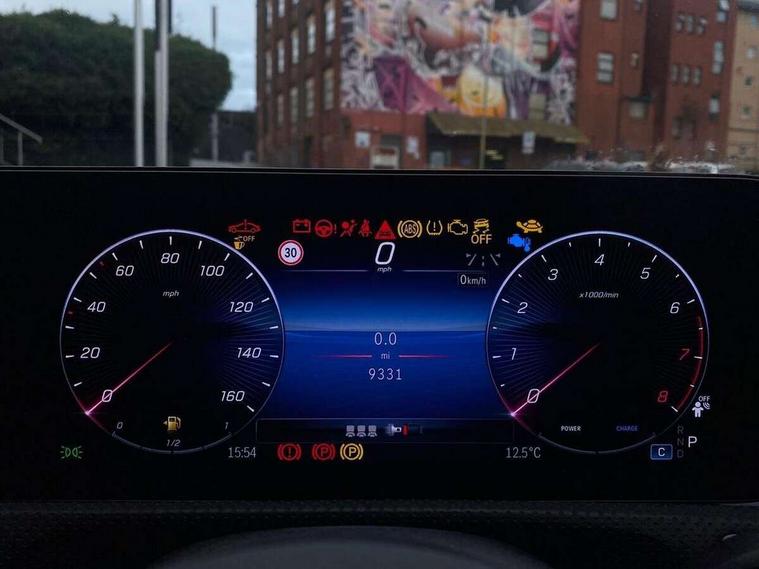 OFF
ABS
OFF
30
0
mph
0km/h
0
20
40
60
80
100
120
140
160
mph
0
1/2
1
0.0
mi
9331
0
1
2
3
4
5
6
7
8
x1000/min
POWER
CHARGE
OFF
R
N
D
P
15:54
P
P
12.5°C
C